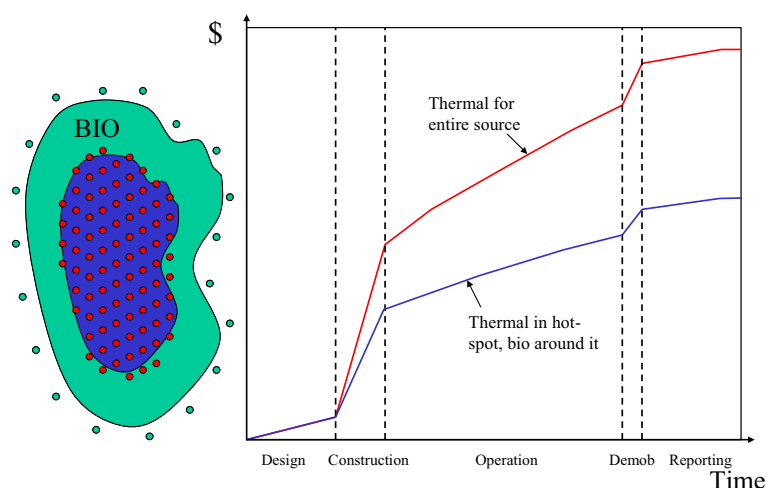 $
BIO
Thermal for
entire source
Thermal in hot-
spot, bio around it
Design
Construction
Operation
Demob
Reporting
Time